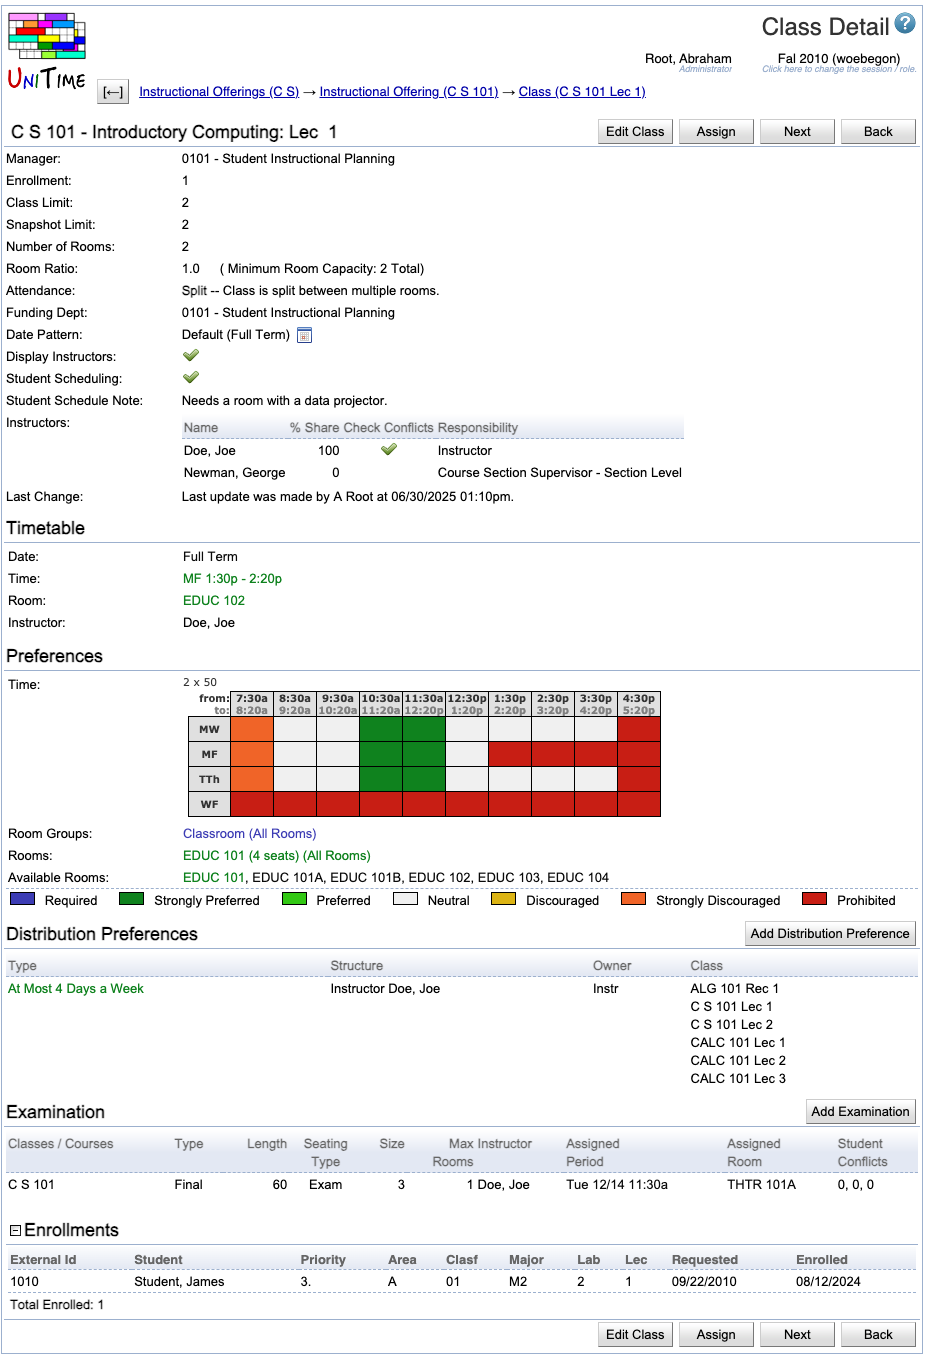 Class Detail ?
Root, Abraham Fal 2010 (woebegon)
Administrator Click here to change the session / role.
UNITIME
[←] Instructional Offerings (C S) → Instructional Offering (C S 101) → Class (C S 101 Lec 1)
C S 101 - Introductory Computing: Lec 1 Edit Class Assign Next Back
Manager: 0101 - Student Instructional Planning
Enrollment: 1
Class Limit: 2
Snapshot Limit: 2
Number of Rooms: 2
Room Ratio: 1.0 ( Minimum Room Capacity: 2 Total)
Attendance: Split -- Class is split between multiple rooms.
Funding Dept: 0101 - Student Instructional Planning
Date Pattern: Default (Full Term)
Display Instructors:
Student Scheduling:
Student Schedule Note: Needs a room with a data projector.
Instructors: Name % Share Check Conflicts Responsibility
Doe, Joe 100 Instructor
Newman, George 0 Course Section Supervisor - Section Level
Last Change: Last update was made by A Root at 06/30/2025 01:10pm.
Timetable
Date: Full Term
Time: MF 1:30p - 2:20p
Room: EDUC 102
Instructor: Doe, Joe
Preferences
Time: 2 x 50
from: 7:30a 8:30a 9:30a 10:30a 11:30a 12:30p 1:30p 2:30p 3:30p 4:30p
to: 8:20a 9:20a 10:20a 11:20a 12:20p 1:20p 2:20p 3:20p 4:20p 5:20p
MW
MF
TTh
WF
Room Groups: Classroom (All Rooms)
Rooms: EDUC 101 (4 seats) (All Rooms)
Available Rooms: EDUC 101, EDUC 101A, EDUC 101B, EDUC 102, EDUC 103, EDUC 104
Required Strongly Preferred Preferred Neutral Discouraged Strongly Discouraged Prohibited
Distribution Preferences Add Distribution Preference
Type Structure Owner Class
At Most 4 Days a Week Instructor Doe, Joe Instr ALG 101 Rec 1
C S 101 Lec 1
C S 101 Lec 2
CALC 101 Lec 1
CALC 101 Lec 2
CALC 101 Lec 3
Examination Add Examination
Classes / Courses Type Length Seating Size Max Instructor Assigned Assigned Student
Type Rooms Period Room Conflicts
C S 101 Final 60 Exam 3 1 Doe, Joe Tue 12/14 11:30a THTR 101A 0, 0, 0
Enrollments
External Id Student Priority Area Clasf Major Lab Lec Requested Enrolled
1010 Student, James 3. A 01 M2 2 1 09/22/2010 08/12/2024
Total Enrolled: 1
Edit Class Assign Next Back